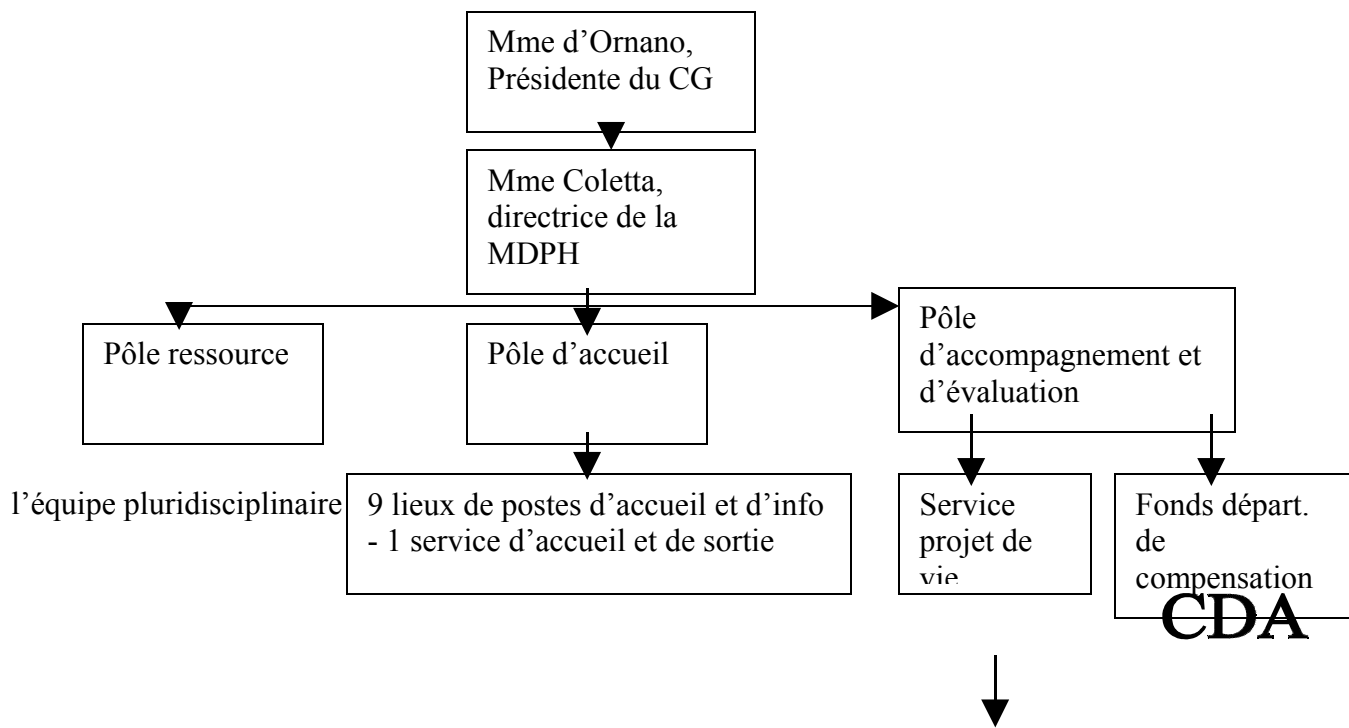 Mme d’Ornano,
Présidente du CG
Mme Coletta,
directrice de la
MDPH
Pôle ressource
Pôle d’accueil
Pôle
d’accompagnement et
d’évaluation
l’équipe pluridisciplinaire
9 lieux de postes d’accueil et d’info
- 1 service d’accueil et de sortie
Service
projet de
vie
Fonds départ.
de
compensation
CDA